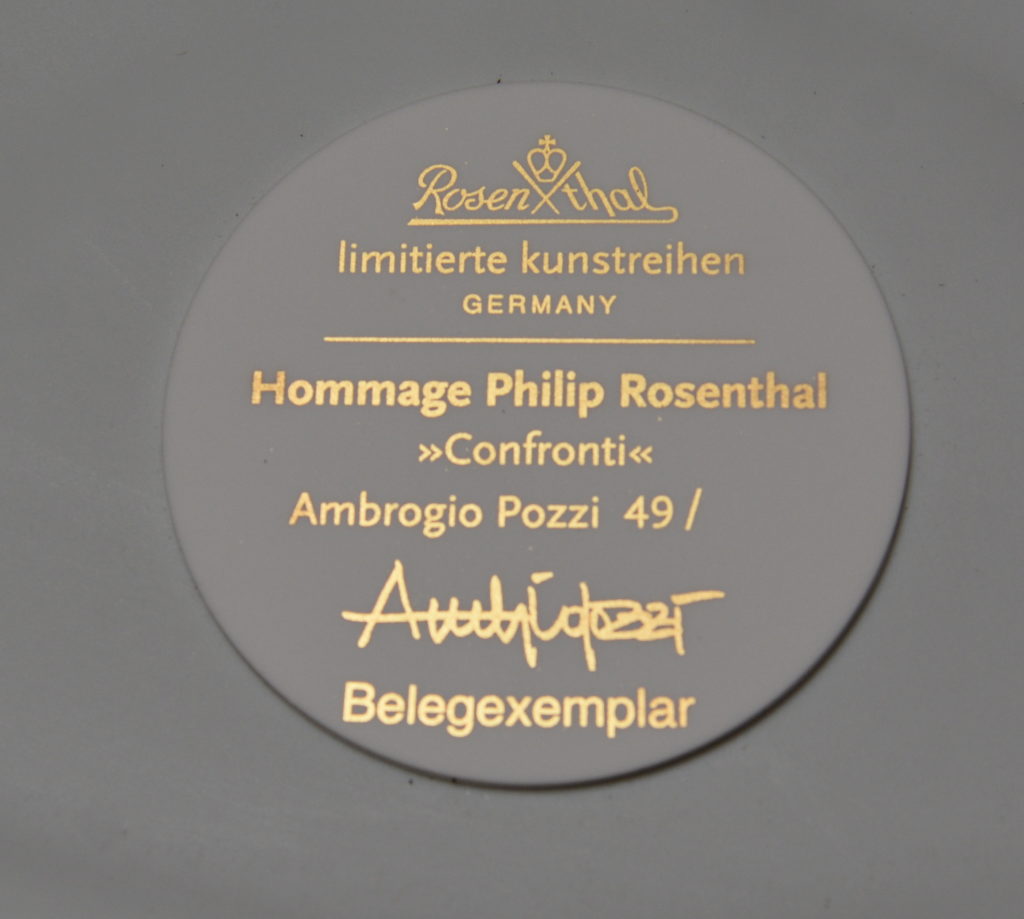 Rosenthal
limitierte kunstreihen
GERMANY
Hommage Philip Rosenthal
»Confronti«
Ambrogio Pozzi 49 /
Belegexemplar